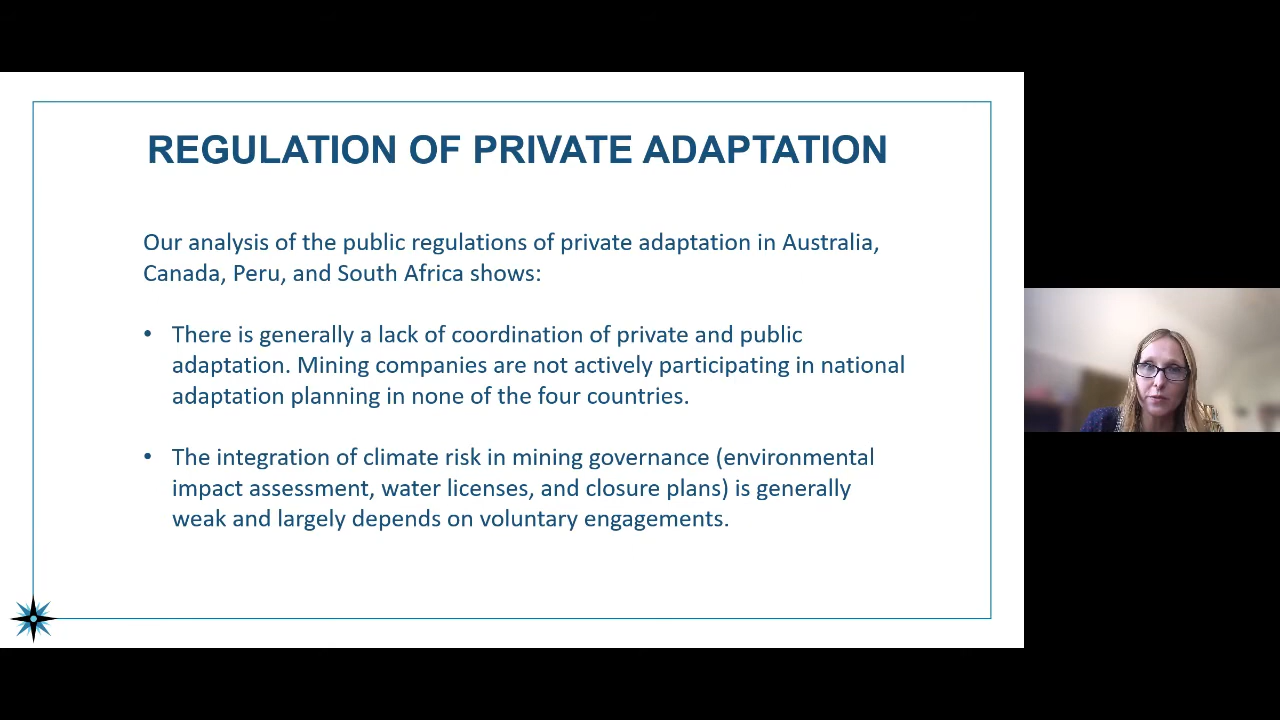 REGULATION OF PRIVATE ADAPTATION
Our analysis of the public regulations of private adaptation in Australia,
Canada, Peru, and South Africa shows:
• There is generally a lack of coordination of private and public
adaptation. Mining companies are not actively participating in national
adaptation planning in none of the four countries.
• The integration of climate risk in mining governance (environmental
impact assessment, water licenses, and closure plans) is generally
weak and largely depends on voluntary engagements.